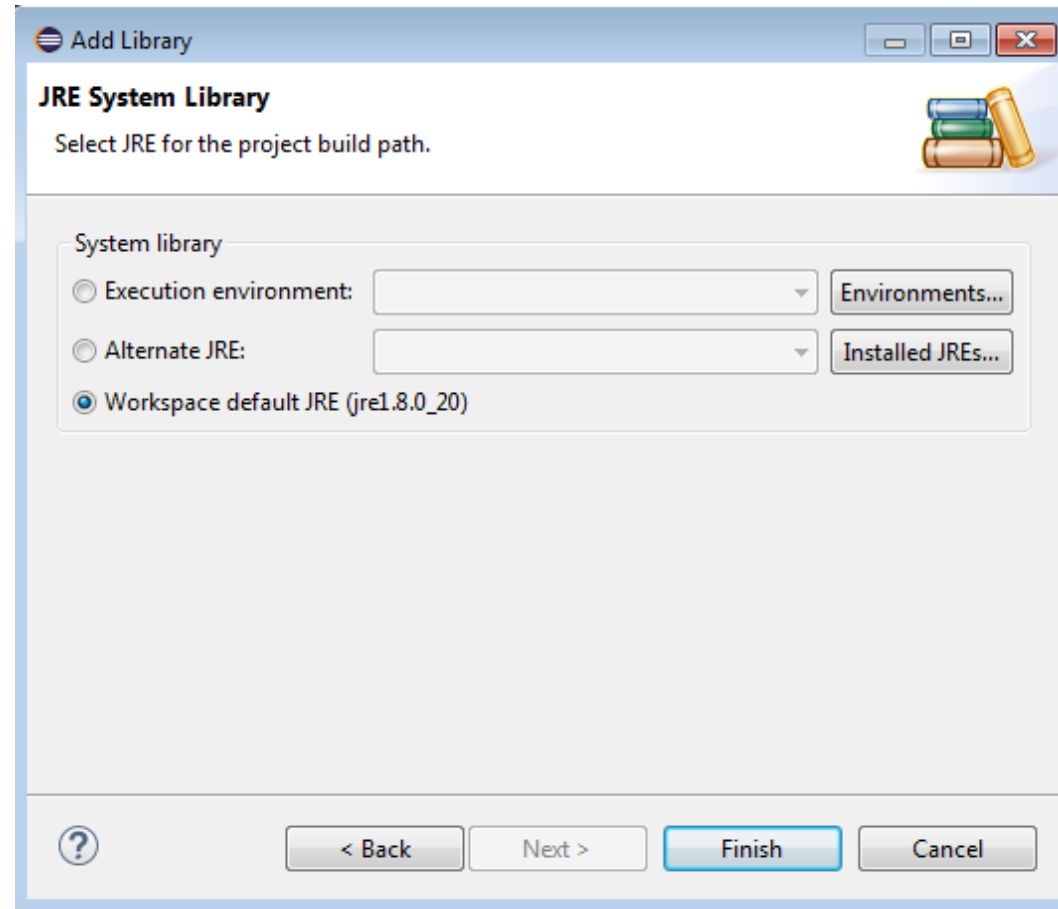 Add Library
JRE System Library
Select JRE for the project build path.
System library
Execution environment: Environments...
Alternate JRE: Installed JREs...
Workspace default JRE (jre1.8.0_20)
? < Back Next > Finish Cancel